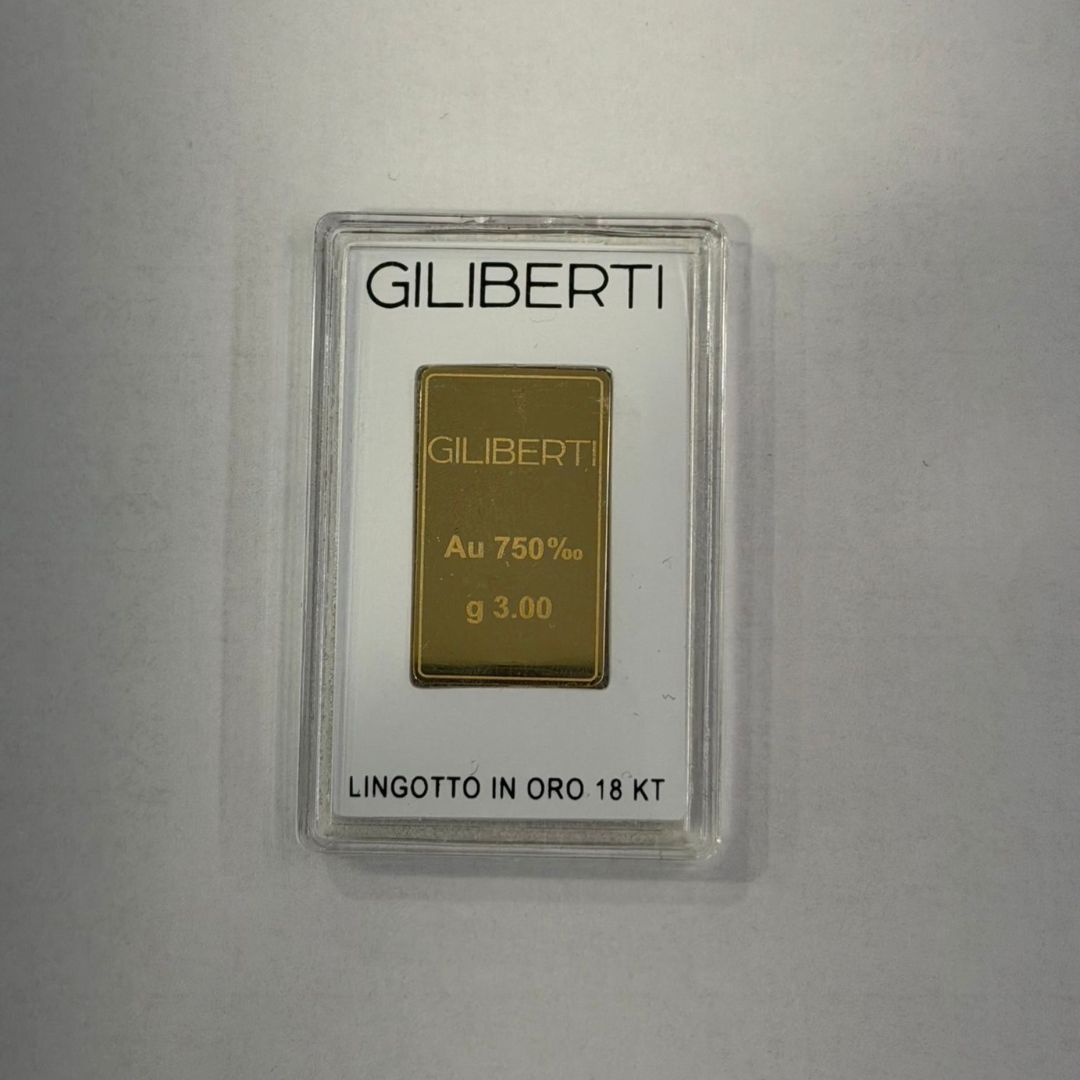 GILIBERTI
GILIBERTI
Au 750‰
g 3.00
LINGOTTO IN ORO 18 KT